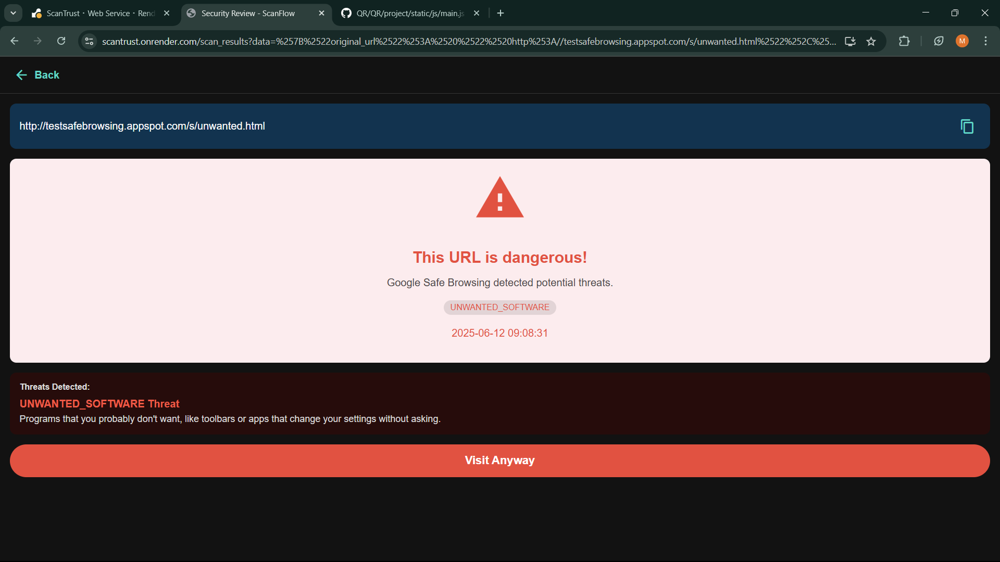 ScanTrust · Web Service · Rend
Security Review - ScanFlow
QR/QR/project/static/js/main.js
scantrust.onrender.com/scan_results?data=%257B%2522original_url%2522%253A%2520%2522%2520http%253A//testsafebrowsing.appspot.com/s/unwanted.html%2522%252C%25...
M
Back
http://testsafebrowsing.appspot.com/s/unwanted.html
This URL is dangerous!
Google Safe Browsing detected potential threats.
UNWANTED_SOFTWARE
2025-06-12 09:08:31
Threats Detected:
UNWANTED_SOFTWARE Threat
Programs that you probably don't want, like toolbars or apps that change your settings without asking.
Visit Anyway